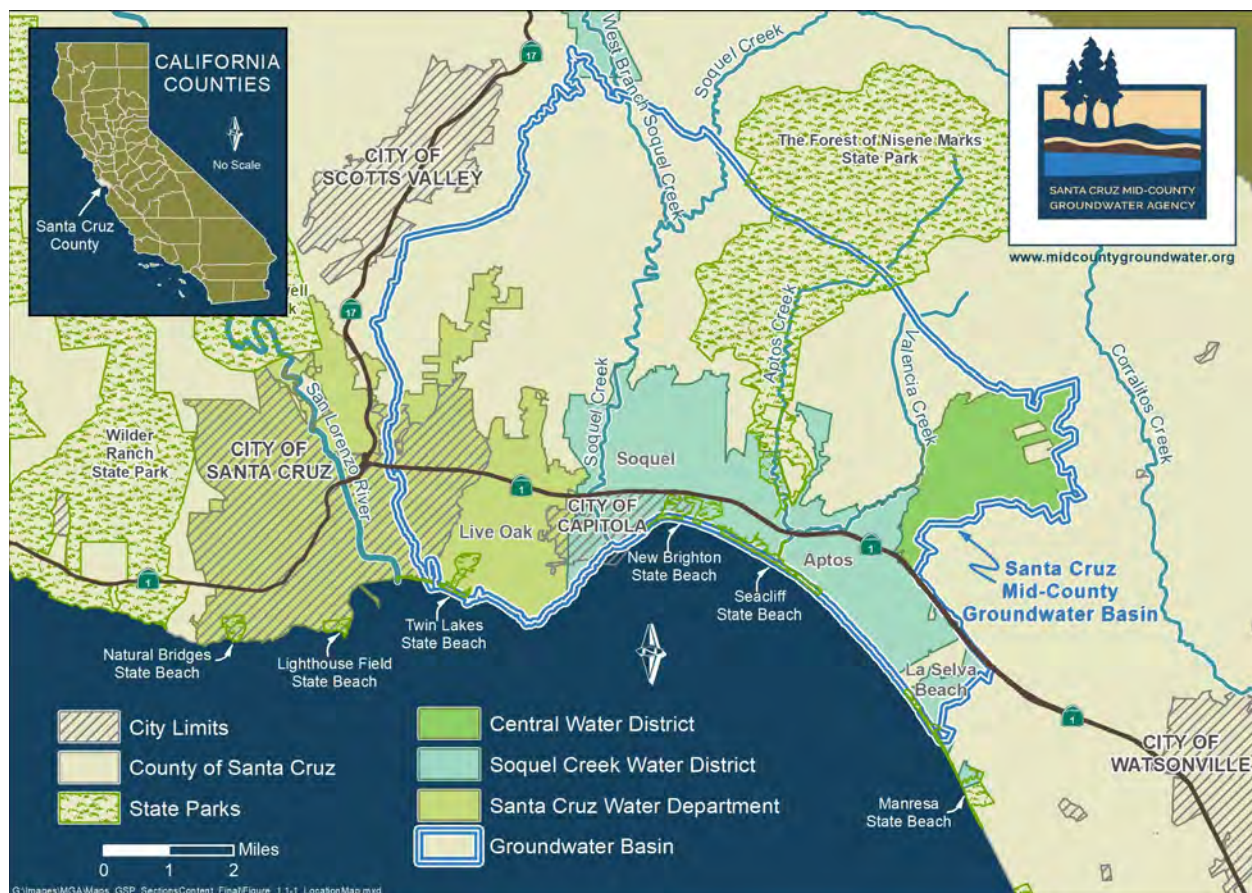 CALIFORNIA
COUNTIES
No Scale
Santa Cruz
County
17
CITY OF
SCOTTS VALLEY
West Branch Soquel Creek
Soquel Creek
The Forest of Nisene Marks
State Park
SANTA CRUZ MID-COUNTY
GROUNDWATER AGENCY
www.midcountygroundwater.org
17
Wilder
Ranch
State Park
San Lorenzo River
CITY OF
SANTA CRUZ
Soquel Creek
Aptos Creek
Valencia Creek
Corralitos Creek
Soquel
1
Live Oak
CITY OF
CAPITOLA
New Brighton
State Beach
Seacliff
State Beach
Aptos
1
Santa Cruz
Mid-County
Groundwater Basin
1
Twin Lakes
State Beach
Natural Bridges
State Beach
Lighthouse Field
State Beach
La Selva
Beach
1
CITY OF
WATSONVILLE
Manresa
State Beach
City Limits
County of Santa Cruz
State Parks
Central Water District
Soquel Creek Water District
Santa Cruz Water Department
Groundwater Basin
Miles
0 1 2